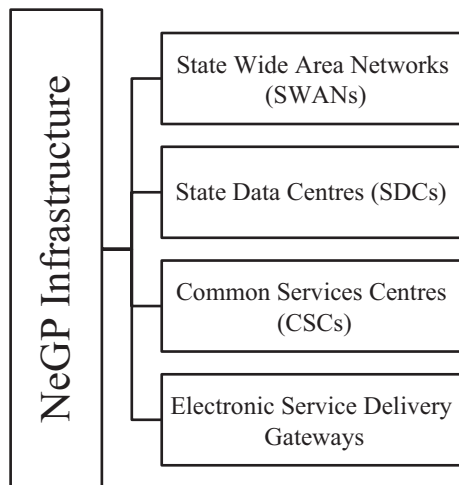 NeGP Infrastructure
State Wide Area Networks
(SWANs)
State Data Centres (SDCs)
Common Services Centres
(CSCs)
Electronic Service Delivery
Gateways